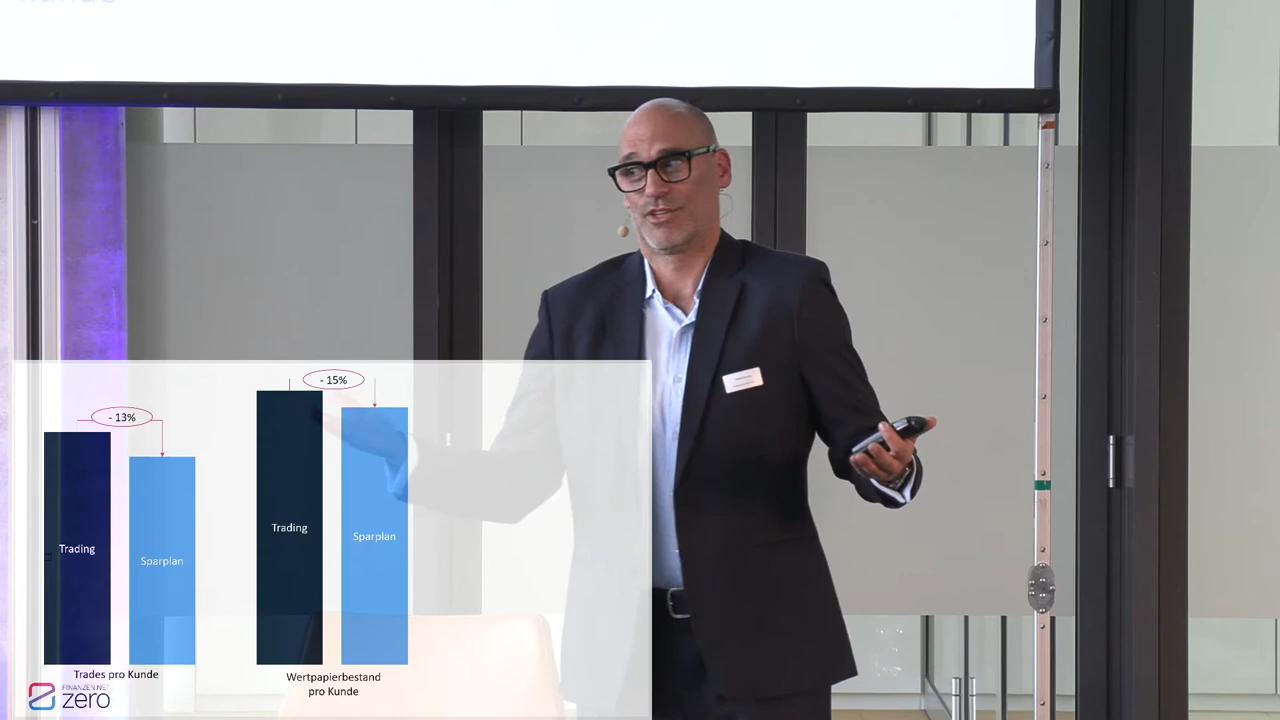 - 15%
- 13%
Trading
Sparplan
Trading
Sparplan
Trades pro Kunde
Wertpapierbestand
pro Kunde
FINANZEN.NET
zero